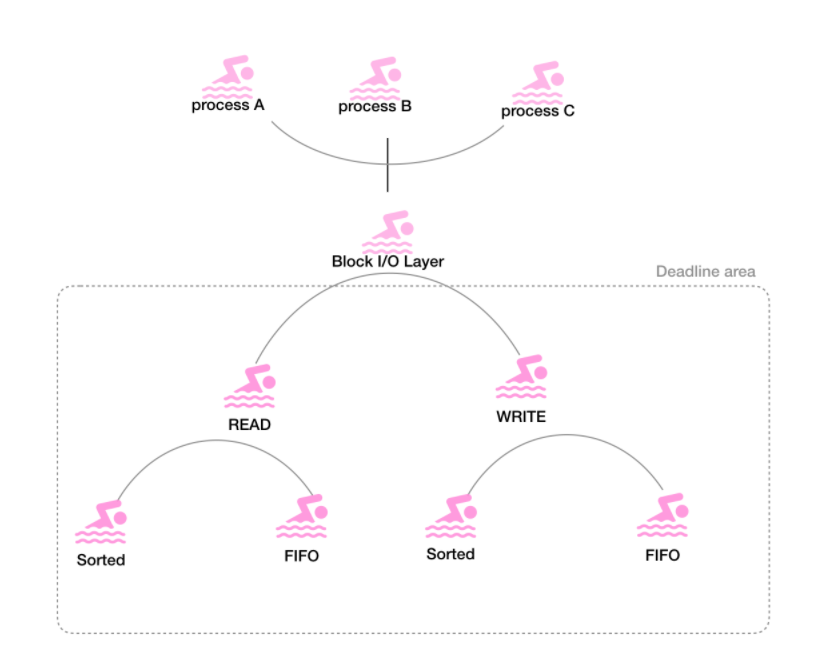 process A
process B
process C
Block I/O Layer
Deadline area
READ
WRITE
Sorted
FIFO
Sorted
FIFO